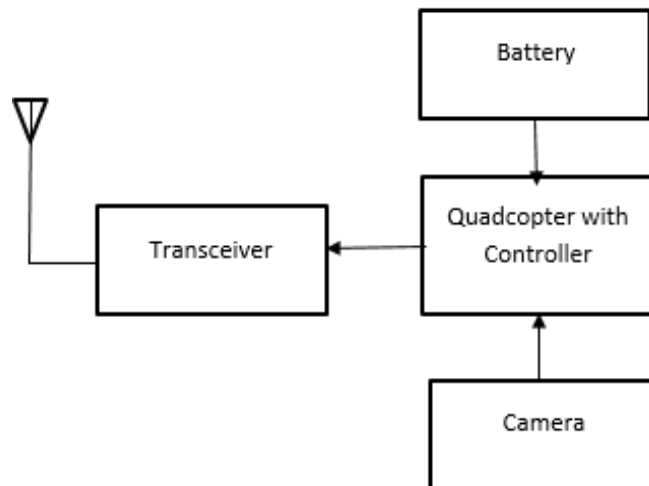 Battery
Quadcopter with
Controller
Transceiver
Camera